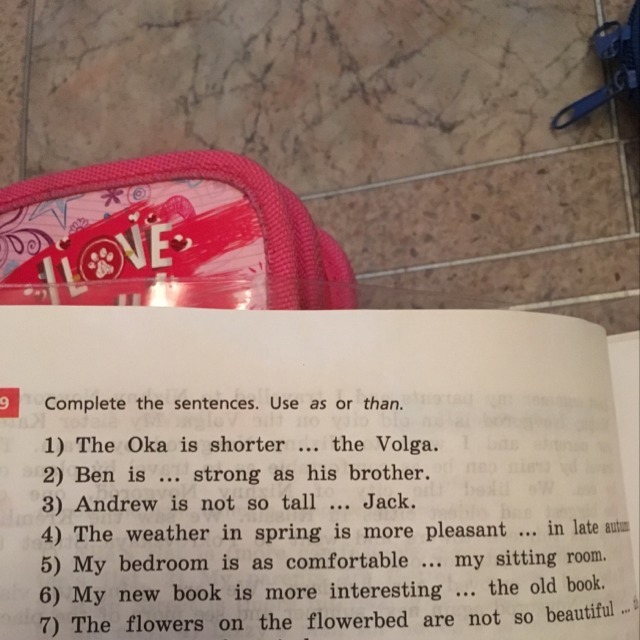 I LOVE
9
Complete the sentences. Use as or than.
1) The Oka is shorter ... the Volga.
2) Ben is ... strong as his brother.
3) Andrew is not so tall ... Jack.
4) The weather in spring is more pleasant ... in late autumn
5) My bedroom is as comfortable ... my sitting room.
6) My new book is more interesting ... the old book.
7) The flowers on the flowerbed are not so beautiful ...